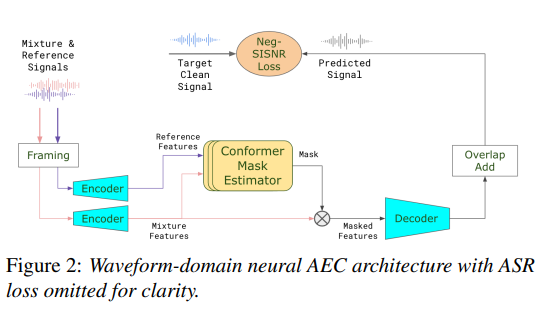 Mixture &
Reference
Signals
Target
Clean
Signal
Neg-
SISNR
Loss
Predicted
Signal
Framing
Reference
Features
Encoder
Encoder
Mixture
Features
Conformer
Mask
Estimator
Mask
Masked
Features
Decoder
Overlap
Add
Figure 2: Waveform-domain neural AEC architecture with ASR
loss omitted for clarity.